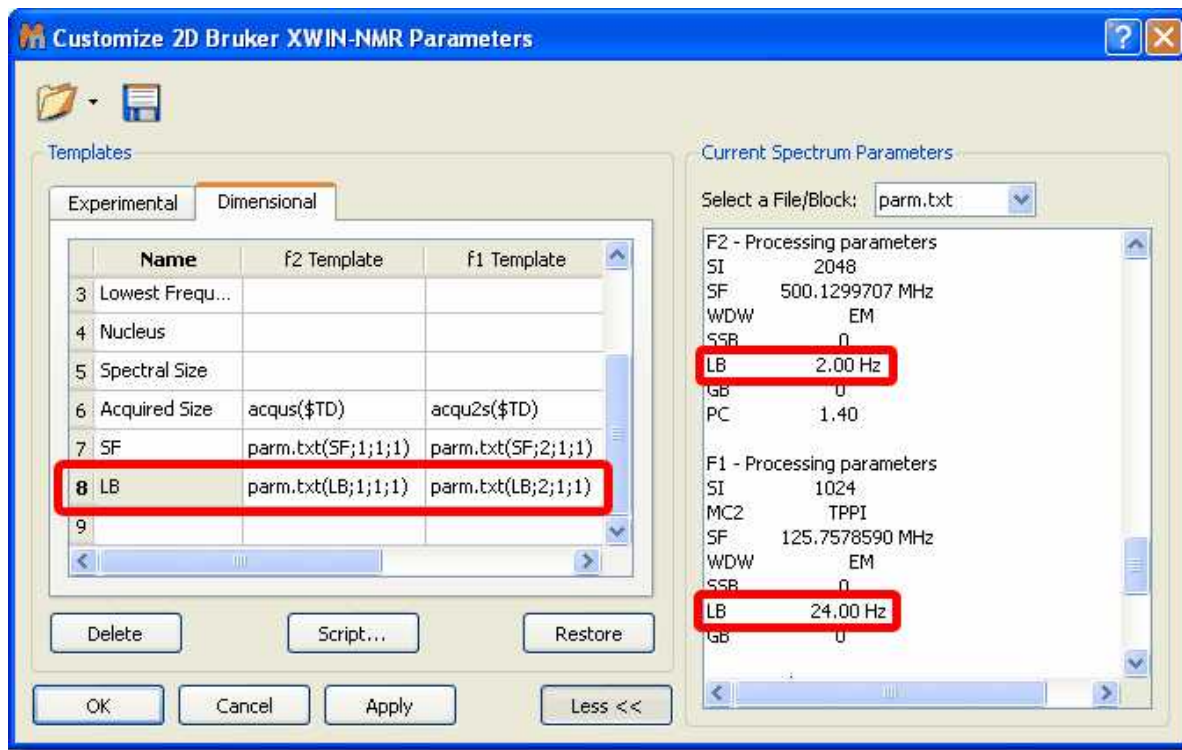 Customize 2D Bruker XWIN-NMR Parameters
Templates
Experimental Dimensional
Name f2 Template f1 Template
3 Lowest Frequ...
4 Nucleus
5 Spectral Size
6 Acquired Size acqus($TD) acqu2s($TD)
7 SF parm.txt(SF;1;1;1) parm.txt(SF;2;1;1)
8 LB parm.txt(LB;1;1;1) parm.txt(LB;2;1;1)
9
Delete Script... Restore
OK Cancel Apply Less <<
Current Spectrum Parameters
Select a File/Block: parm.txt
F2 - Processing parameters
SI 2048
SF 500.1299707 MHz
WDW EM
SSB 0
LB 2.00 Hz
GB 0
PC 1.40
F1 - Processing parameters
SI 1024
MC2 TPPI
SF 125.7578590 MHz
WDW EM
SSB 0
LB 24.00 Hz
GB 0